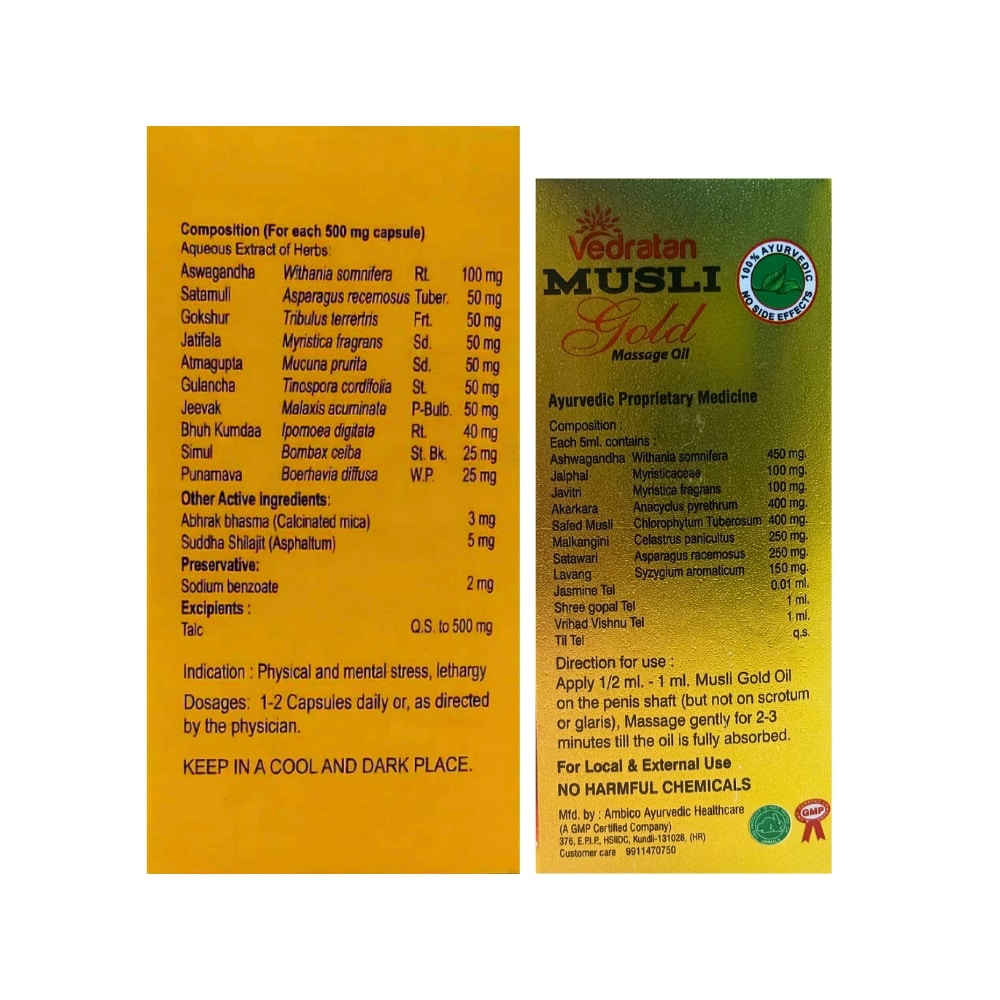 Composition (For each 500 mg capsule)
Aqueous Extract of Herbs:
Aswagandha Withania somnifera Rt. 100 mg
Satamuli Asparagus recemosus Tuber. 50 mg
Gokshur Tribulus terrertris Frt. 50 mg
Jatifala Myristica fragrans Sd. 50 mg
Atmagupta Mucuna prurita Sd. 50 mg
Gulancha Tinospora cordifolia St. 50 mg
Jeevak Malaxis acuminata P-Bulb. 50 mg
Bhuh Kumdaa Ipomoea digitata Rt. 40 mg
Simul Bombax ceiba St. Bk. 25 mg
Punarnava Boerhavia diffusa W.P. 25 mg
Other Active ingredients:
Abhrak bhasma (Calcinated mica) 3 mg
Suddha Shilajit (Asphaltum) 5 mg
Preservative:
Sodium benzoate 2 mg
Excipients :
Talc Q.S. to 500 mg
Indication : Physical and mental stress, lethargy
Dosages: 1-2 Capsules daily or, as directed
by the physician.
KEEP IN A COOL AND DARK PLACE.
Vedratan
MUSLI
Gold
Massage Oil
100% AYURVEDIC
NO SIDE EFFECTS
Ayurvedic Proprietary Medicine
Composition :
Each 5ml. contains :
Ashwagandha Withania somnifera 450 mg.
Jaiphal Myristicaceae 100 mg.
Javitri Myristica fragrans 100 mg.
Akarkara Anacyclus pyrethrum 400 mg.
Safed Musli Chlorophytum Tuberosum 400 mg.
Malkangini Celastrus panicultus 250 mg.
Satawari Asparagus racemosus 250 mg.
Lavang Syzygium aromaticum 150 mg.
Jasmine Tel 0.01 ml.
Shree gopal Tel 1 ml.
Vrihad Vishnu Tel 1 ml.
Til Tel q.s.
Direction for use :
Apply 1/2 ml. - 1 ml. Musli Gold Oil
on the penis shaft (but not on scrotum
or glaris), Massage gently for 2-3
minutes till the oil is fully absorbed.
For Local & External Use
NO HARMFUL CHEMICALS
Mfd. by : Ambico Ayurvedic Healthcare
(A GMP Certified Company)
376, E.P.I.P., HSIIDC, Kundli-131028, (HR)
Customer care 9911470750
GMP